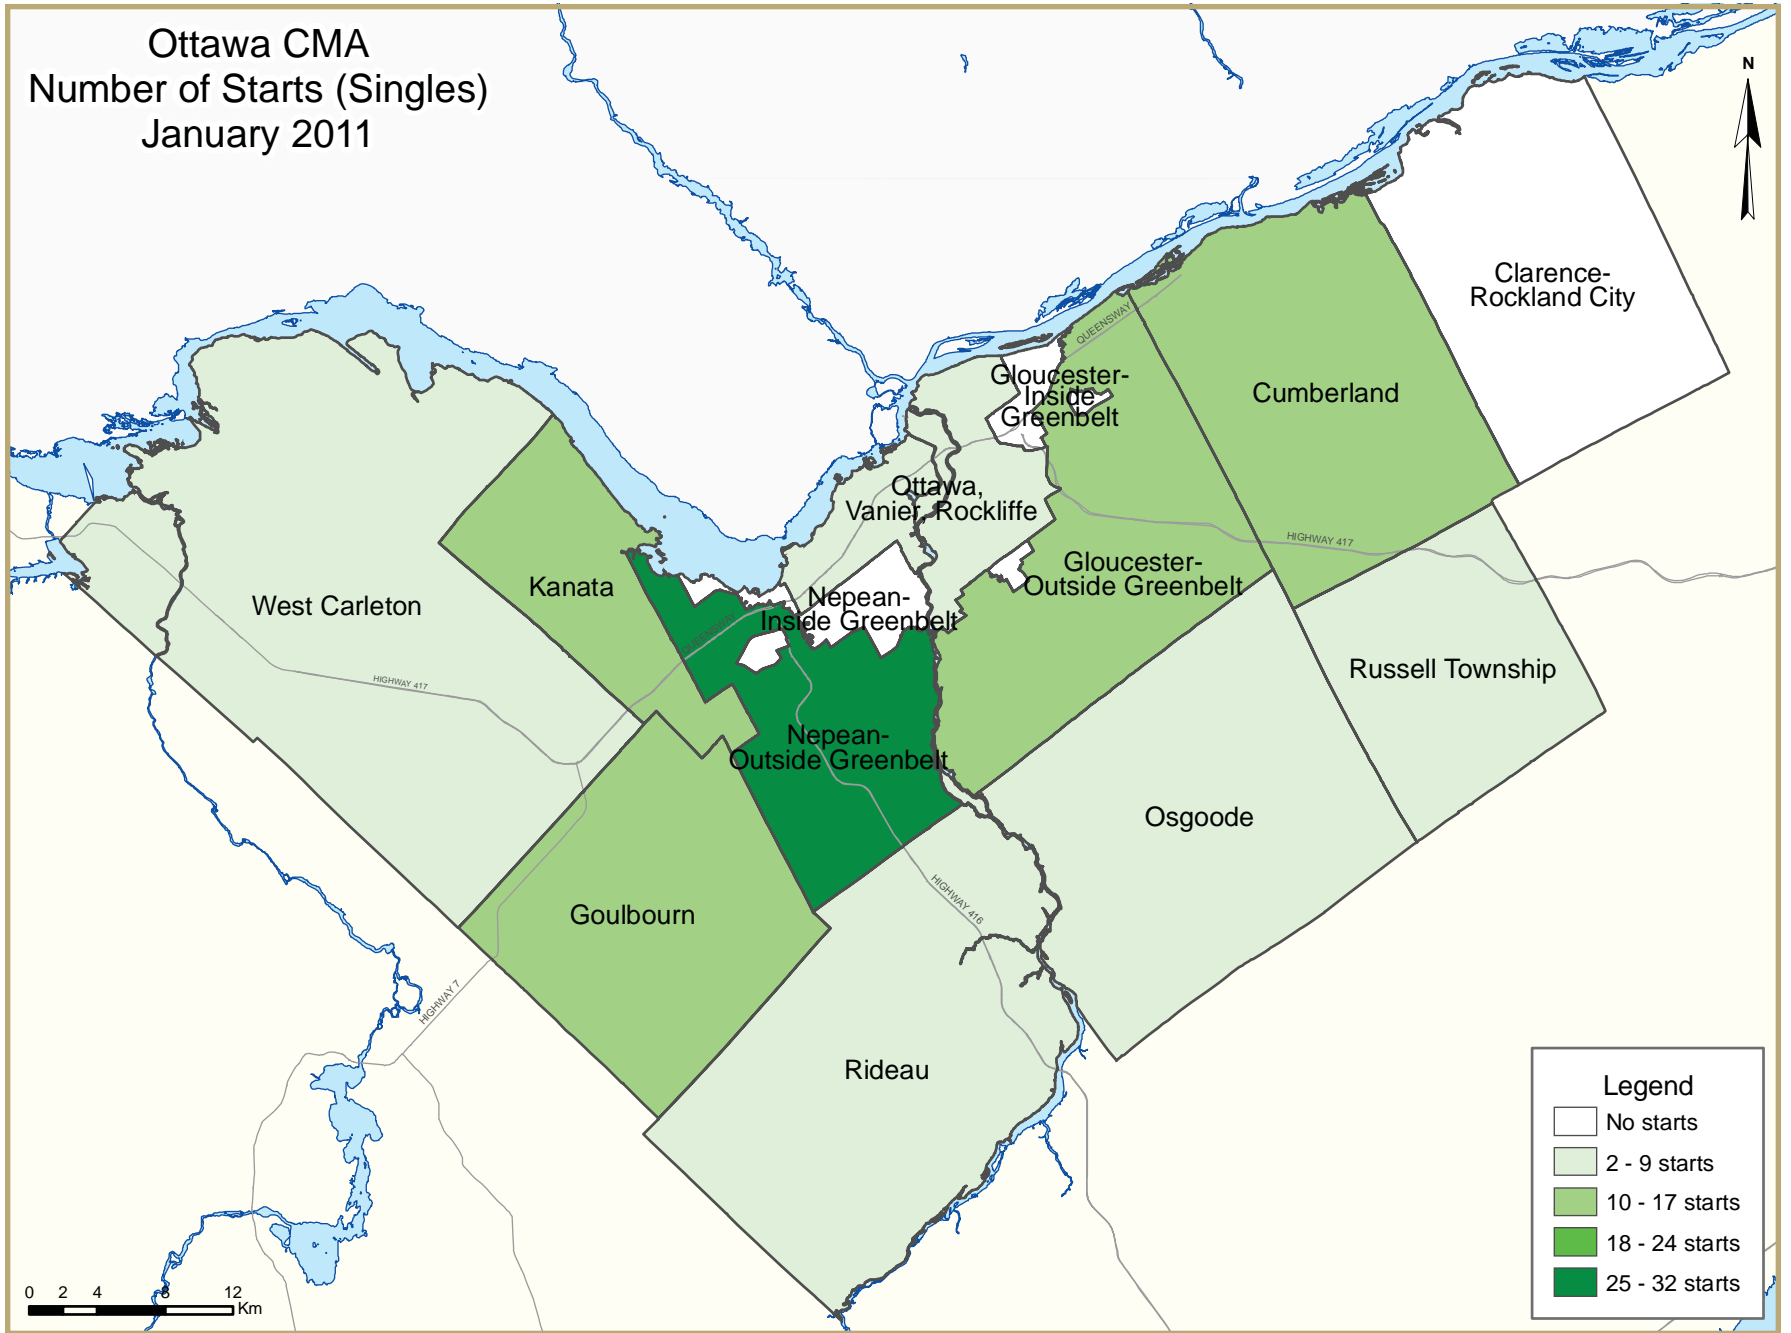 Ottawa CMA
Number of Starts (Singles)
January 2011
N
Clarence-
Rockland City
QUEENSWAY
Gloucester-
Inside
Greenbelt
Cumberland
Ottawa,
Vanier, Rockliffe
HIGHWAY 417
Gloucester-
Outside Greenbelt
Kanata
West Carleton
Nepean-
Inside Greenbelt
QUEENSWAY
Russell Township
HIGHWAY 417
Nepean-
Outside Greenbelt
Osgoode
Goulbourn
HIGHWAY 416
HIGHWAY 7
Rideau
Legend
No starts
2 - 9 starts
10 - 17 starts
18 - 24 starts
25 - 32 starts
0 2 4 8 12
Km